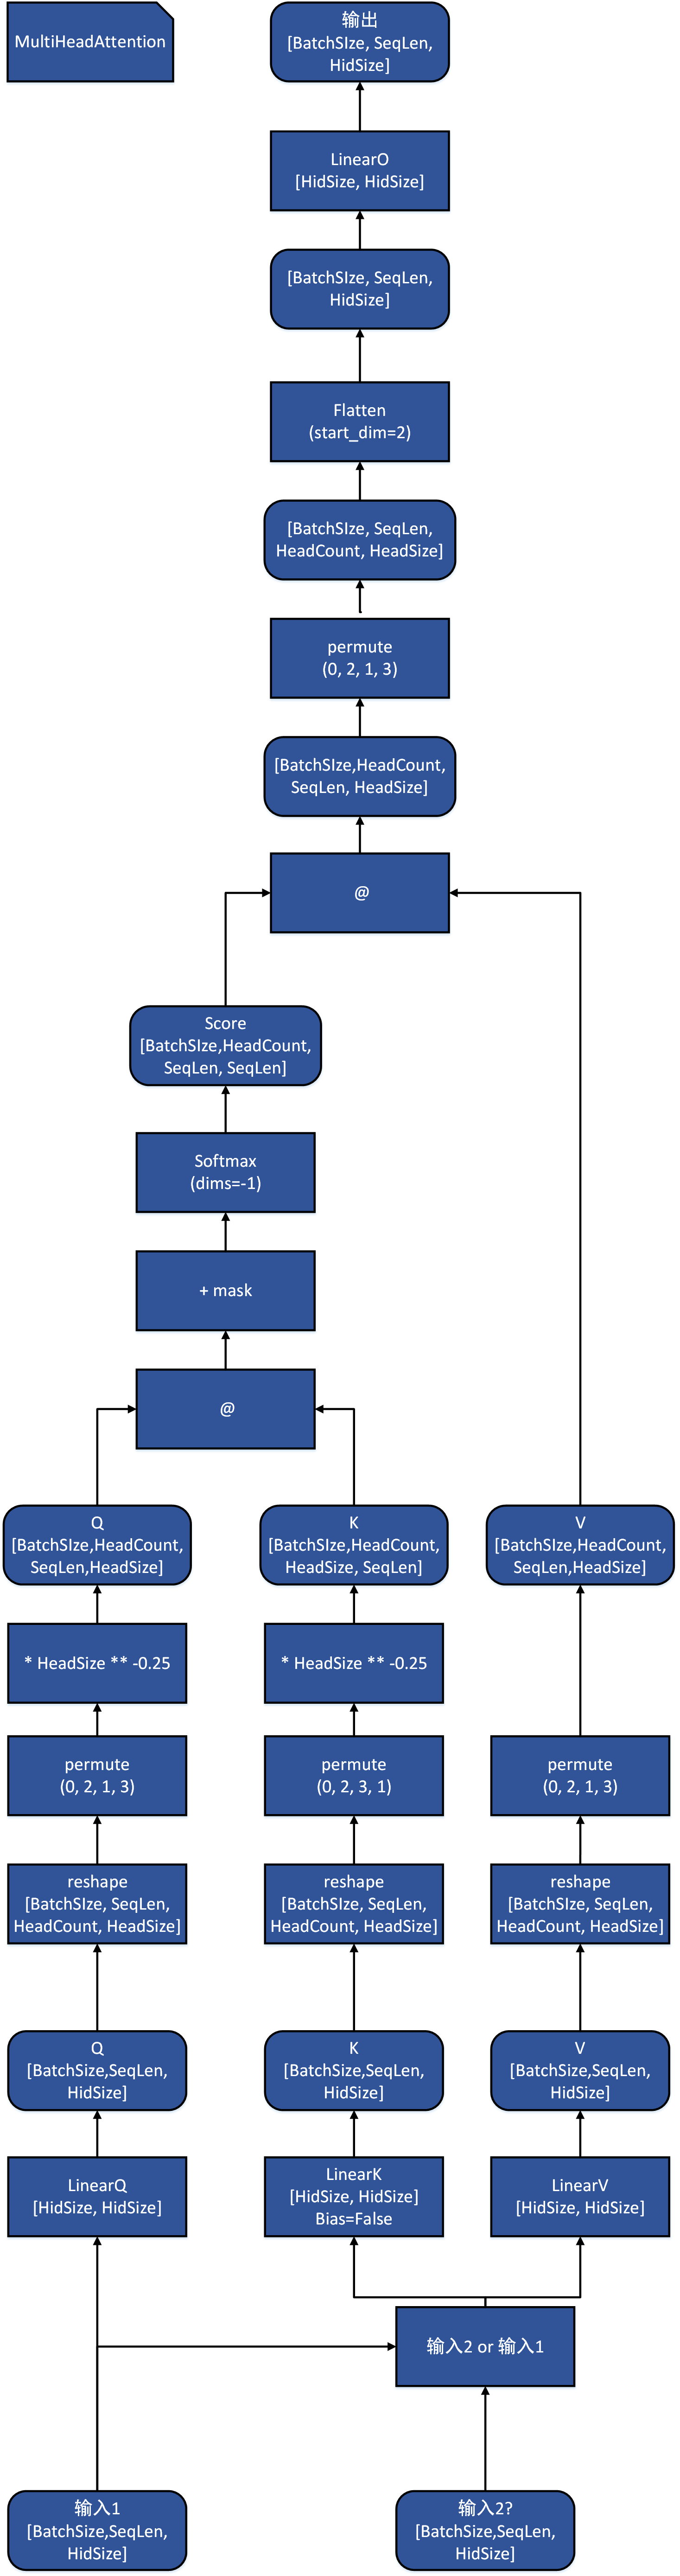 MultiHeadAttention
输出
[BatchSIze, SeqLen,
HidSize]
LinearO
[HidSize, HidSize]
[BatchSIze, SeqLen,
HidSize]
Flatten
(start_dim=2)
[BatchSIze, SeqLen,
HeadCount, HeadSize]
permute
(0, 2, 1, 3)
[BatchSIze,HeadCount,
SeqLen, HeadSize]
@
Score
[BatchSIze,HeadCount,
SeqLen, SeqLen]
Softmax
(dims=-1)
+ mask
@
Q
[BatchSIze,HeadCount,
SeqLen,HeadSize]
K
[BatchSIze,HeadCount,
HeadSize, SeqLen]
V
[BatchSIze,HeadCount,
SeqLen,HeadSize]
* HeadSize ** -0.25
* HeadSize ** -0.25
permute
(0, 2, 1, 3)
permute
(0, 2, 3, 1)
permute
(0, 2, 1, 3)
reshape
[BatchSIze, SeqLen,
HeadCount, HeadSize]
reshape
[BatchSIze, SeqLen,
HeadCount, HeadSize]
reshape
[BatchSIze, SeqLen,
HeadCount, HeadSize]
Q
[BatchSize,SeqLen,
HidSize]
K
[BatchSize,SeqLen,
HidSize]
V
[BatchSize,SeqLen,
HidSize]
LinearQ
[HidSize, HidSize]
LinearK
[HidSize, HidSize]
Bias=False
LinearV
[HidSize, HidSize]
输入2 or 输入1
输入1
[BatchSize,SeqLen,
HidSize]
输入2?
[BatchSize,SeqLen,
HidSize]